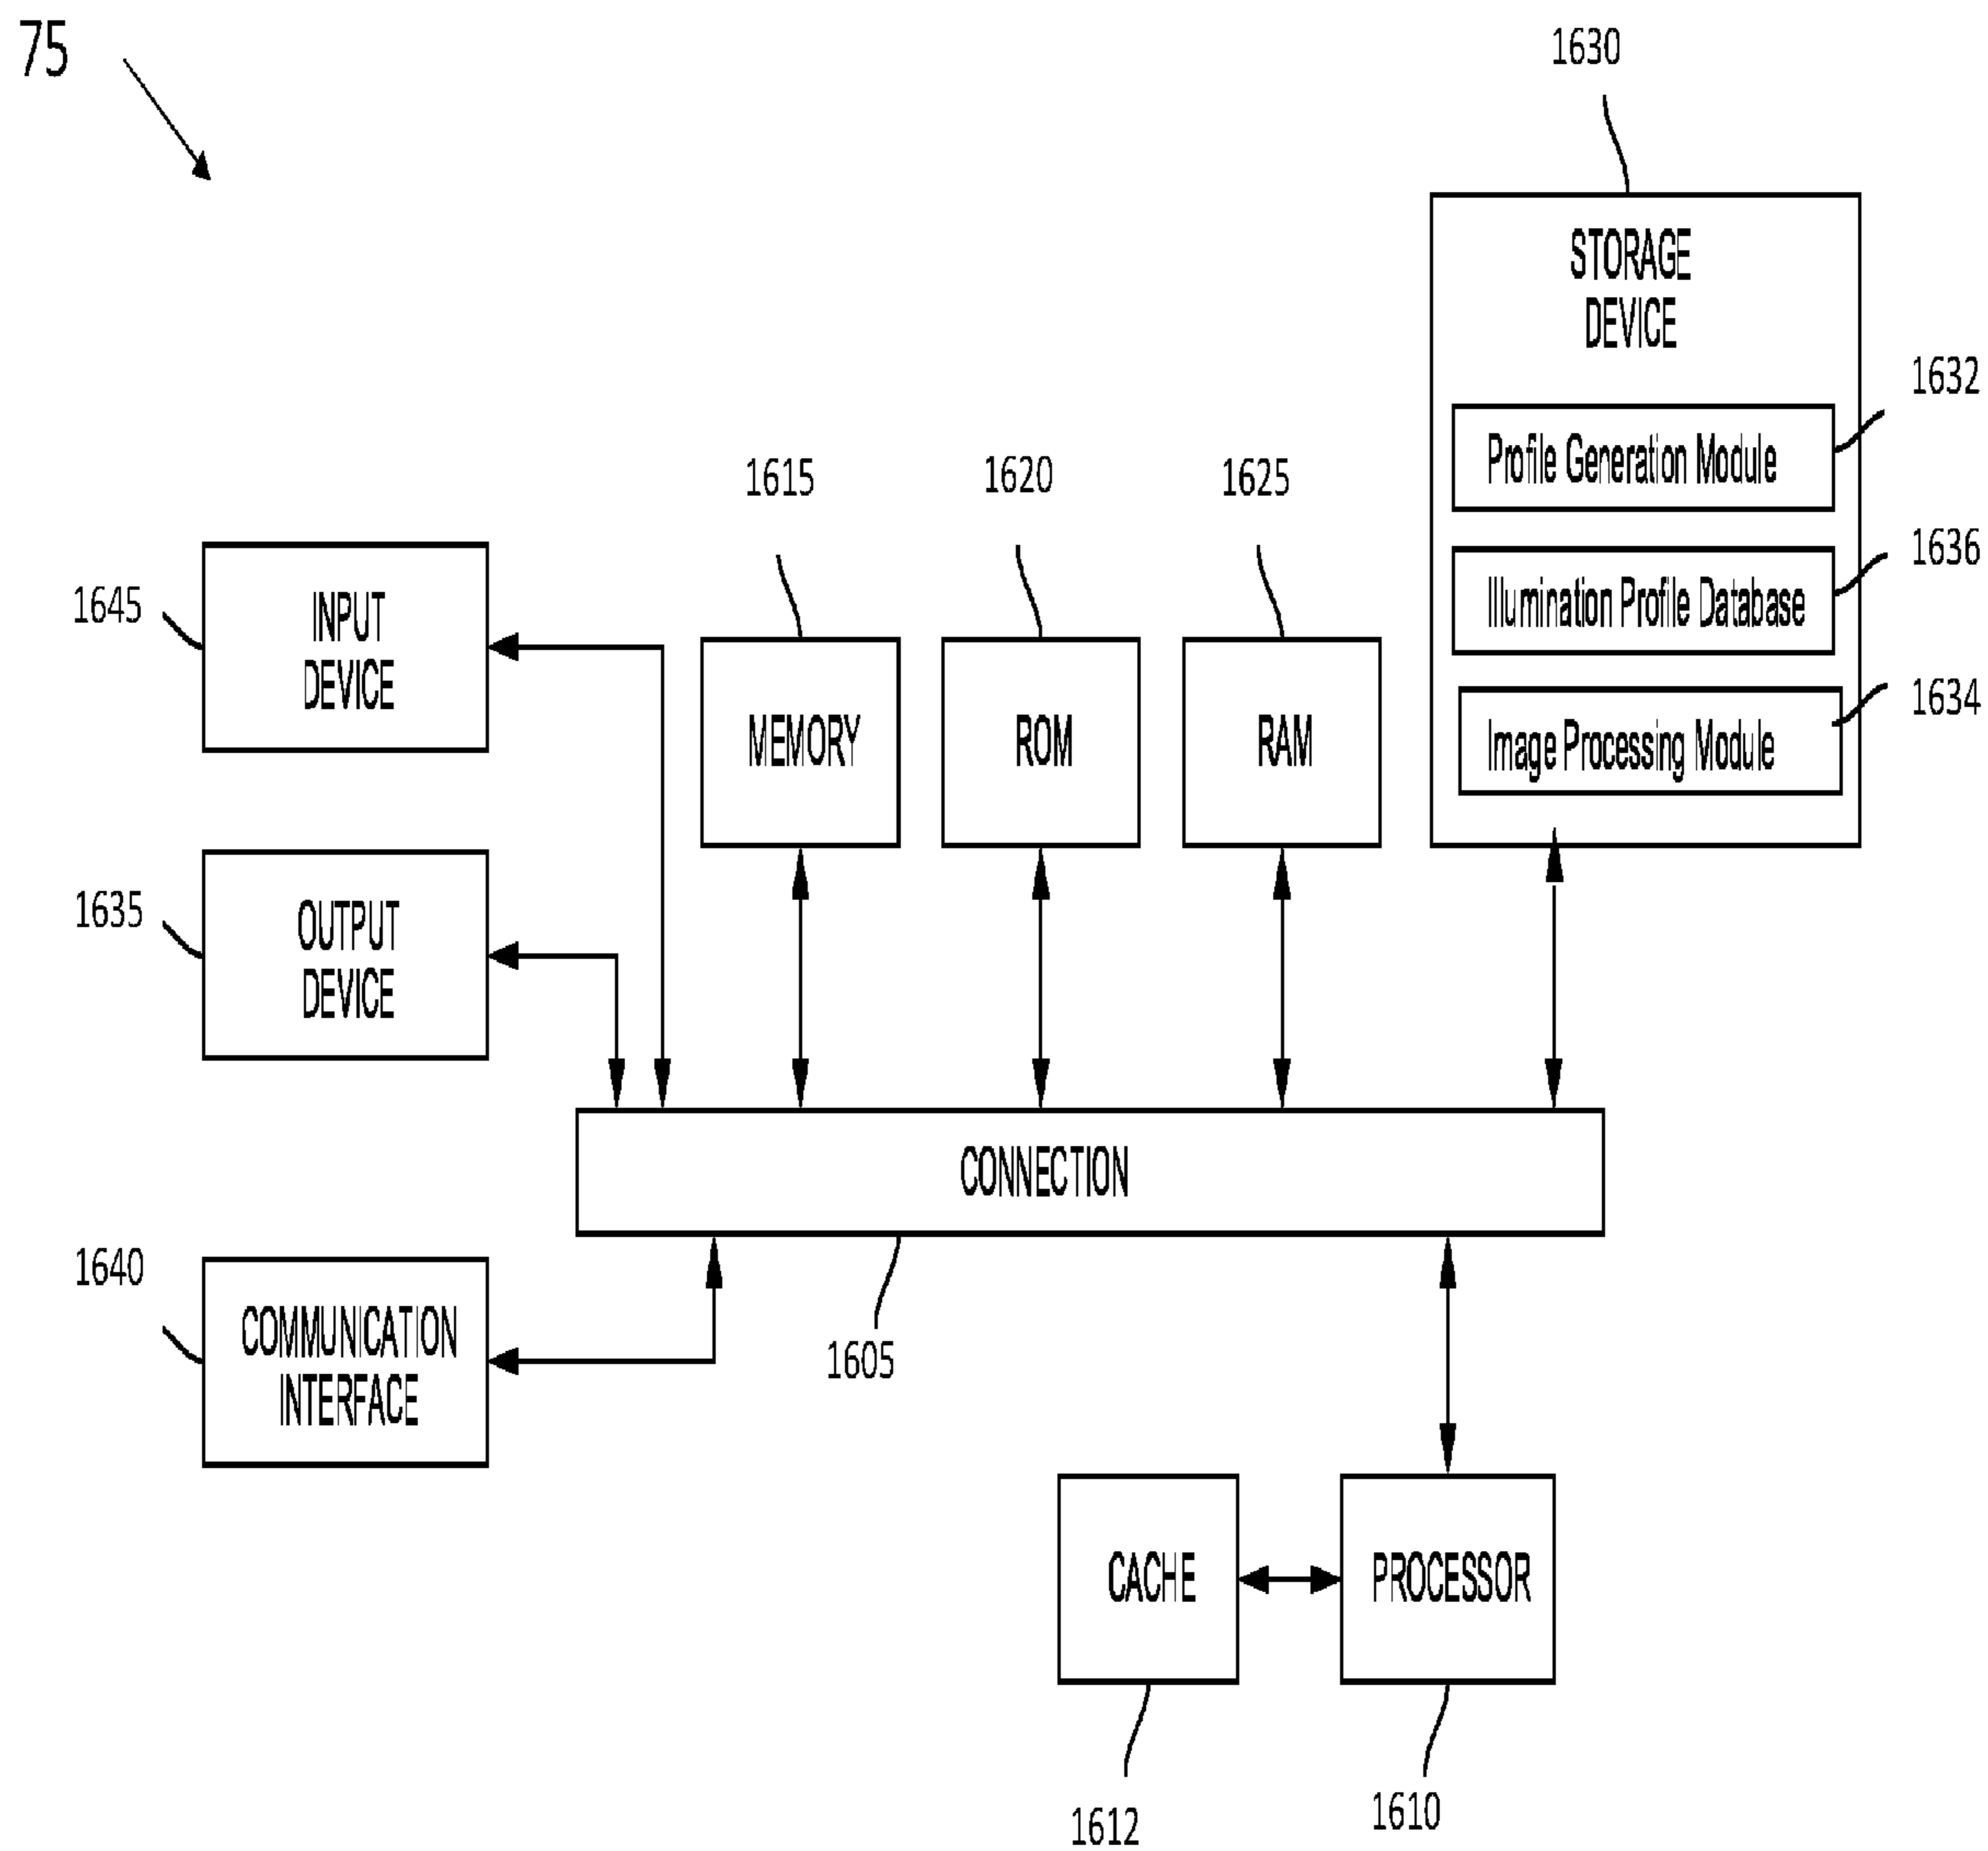 75
1630
STORAGE
DEVICE
1632
Profile Generation Module
1636
Illumination Profile Database
1634
Image Processing Module
1615
1620
1625
1645
INPUT
DEVICE
MEMORY
ROM
RAM
1635
OUTPUT
DEVICE
CONNECTION
1640
COMMUNICATION
INTERFACE
1605
CACHE
PROCESSOR
1612
1610